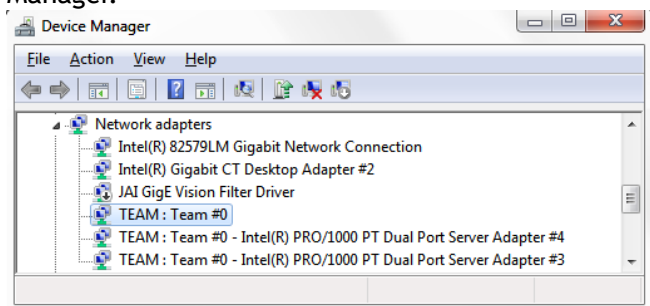 Manager.
Device Manager
File Action View Help
Network adapters
Intel(R) 82579LM Gigabit Network Connection
Intel(R) Gigabit CT Desktop Adapter #2
JAI GigE Vision Filter Driver
TEAM : Team #0
TEAM : Team #0 - Intel(R) PRO/1000 PT Dual Port Server Adapter #4
TEAM : Team #0 - Intel(R) PRO/1000 PT Dual Port Server Adapter #3